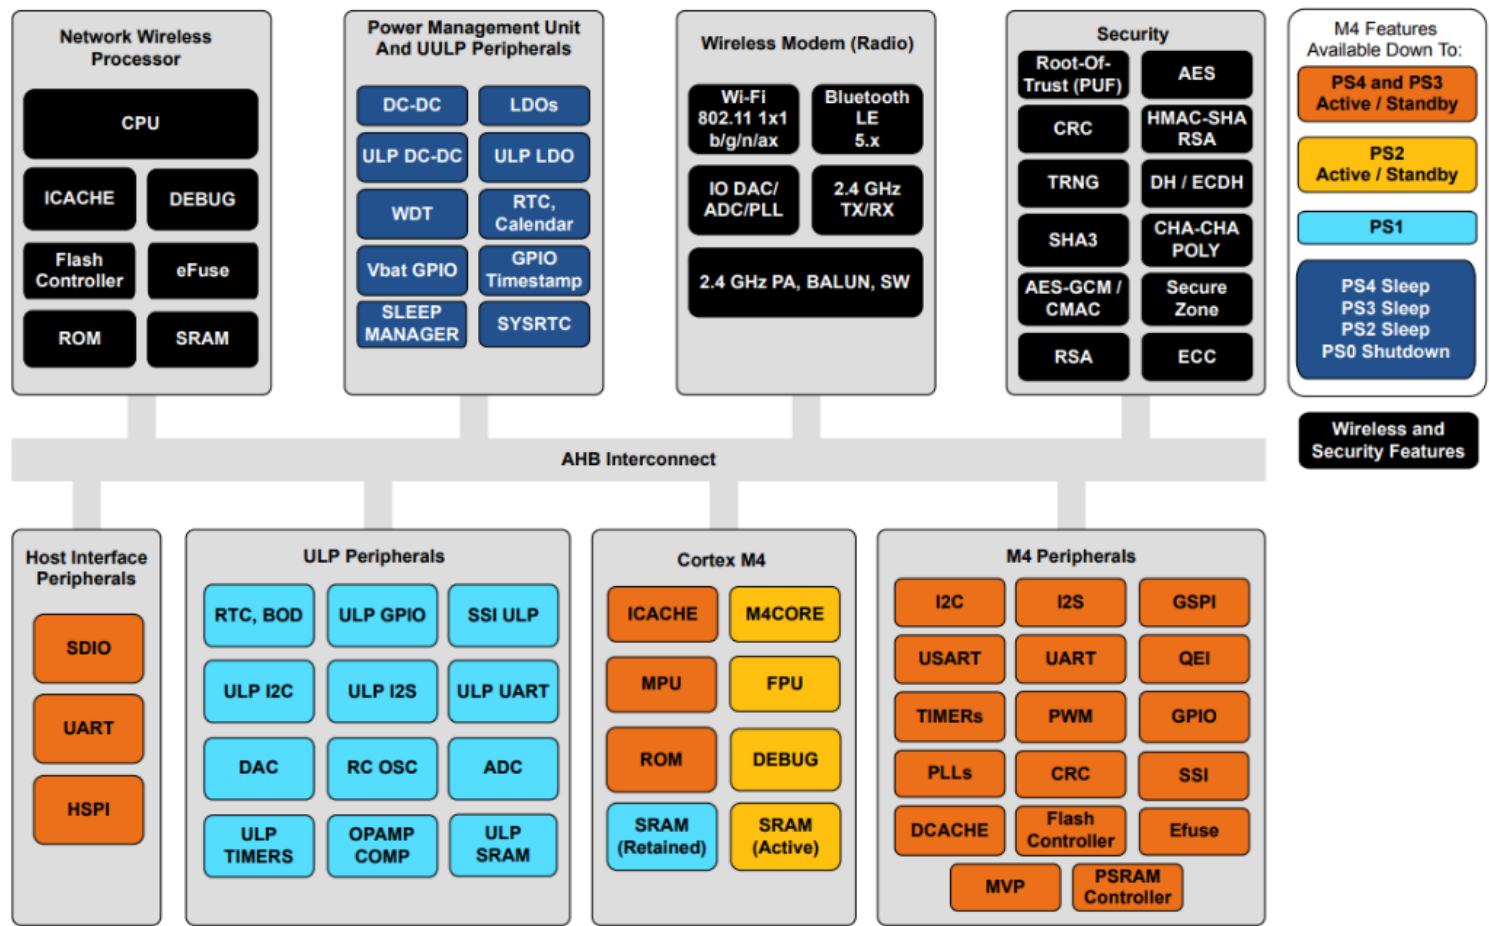 Network Wireless
Processor
CPU
ICACHE
DEBUG
Flash
Controller
eFuse
ROM
SRAM
Power Management Unit
And UULP Peripherals
DC-DC
LDOs
ULP DC-DC
ULP LDO
WDT
RTC,
Calendar
Vbat GPIO
GPIO
Timestamp
SLEEP
MANAGER
SYSRTC
Wireless Modem (Radio)
Wi-Fi
802.11 1x1
b/g/n/ax
Bluetooth
LE
5.x
IO DAC/
ADC/PLL
2.4 GHz
TX/RX
2.4 GHz PA, BALUN, SW
Security
Root-Of-
Trust (PUF)
AES
CRC
HMAC-SHA
RSA
TRNG
DH / ECDH
SHA3
CHA-CHA
POLY
AES-GCM /
CMAC
Secure
Zone
RSA
ECC
M4 Features
Available Down To:
PS4 and PS3
Active / Standby
PS2
Active / Standby
PS1
PS4 Sleep
PS3 Sleep
PS2 Sleep
PS0 Shutdown
Wireless and
Security Features
AHB Interconnect
Host Interface
Peripherals
SDIO
UART
HSPI
ULP Peripherals
RTC, BOD
ULP GPIO
SSI ULP
ULP I2C
ULP I2S
ULP UART
DAC
RC OSC
ADC
ULP
TIMERS
OPAMP
COMP
ULP
SRAM
Cortex M4
ICACHE
M4CORE
MPU
FPU
ROM
DEBUG
SRAM
(Retained)
SRAM
(Active)
M4 Peripherals
I2C
I2S
GSPI
USART
UART
QEI
TIMERs
PWM
GPIO
PLLs
CRC
SSI
DCACHE
Flash
Controller
Efuse
MVP
PSRAM
Controller